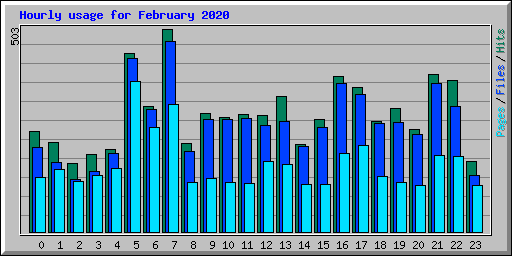 Hourly usage for February 2020
503
Pages/Files/Hits
0 1 2 3 4 5 6 7 8 9 10 11 12 13 14 15 16 17 18 19 20 21 22 23